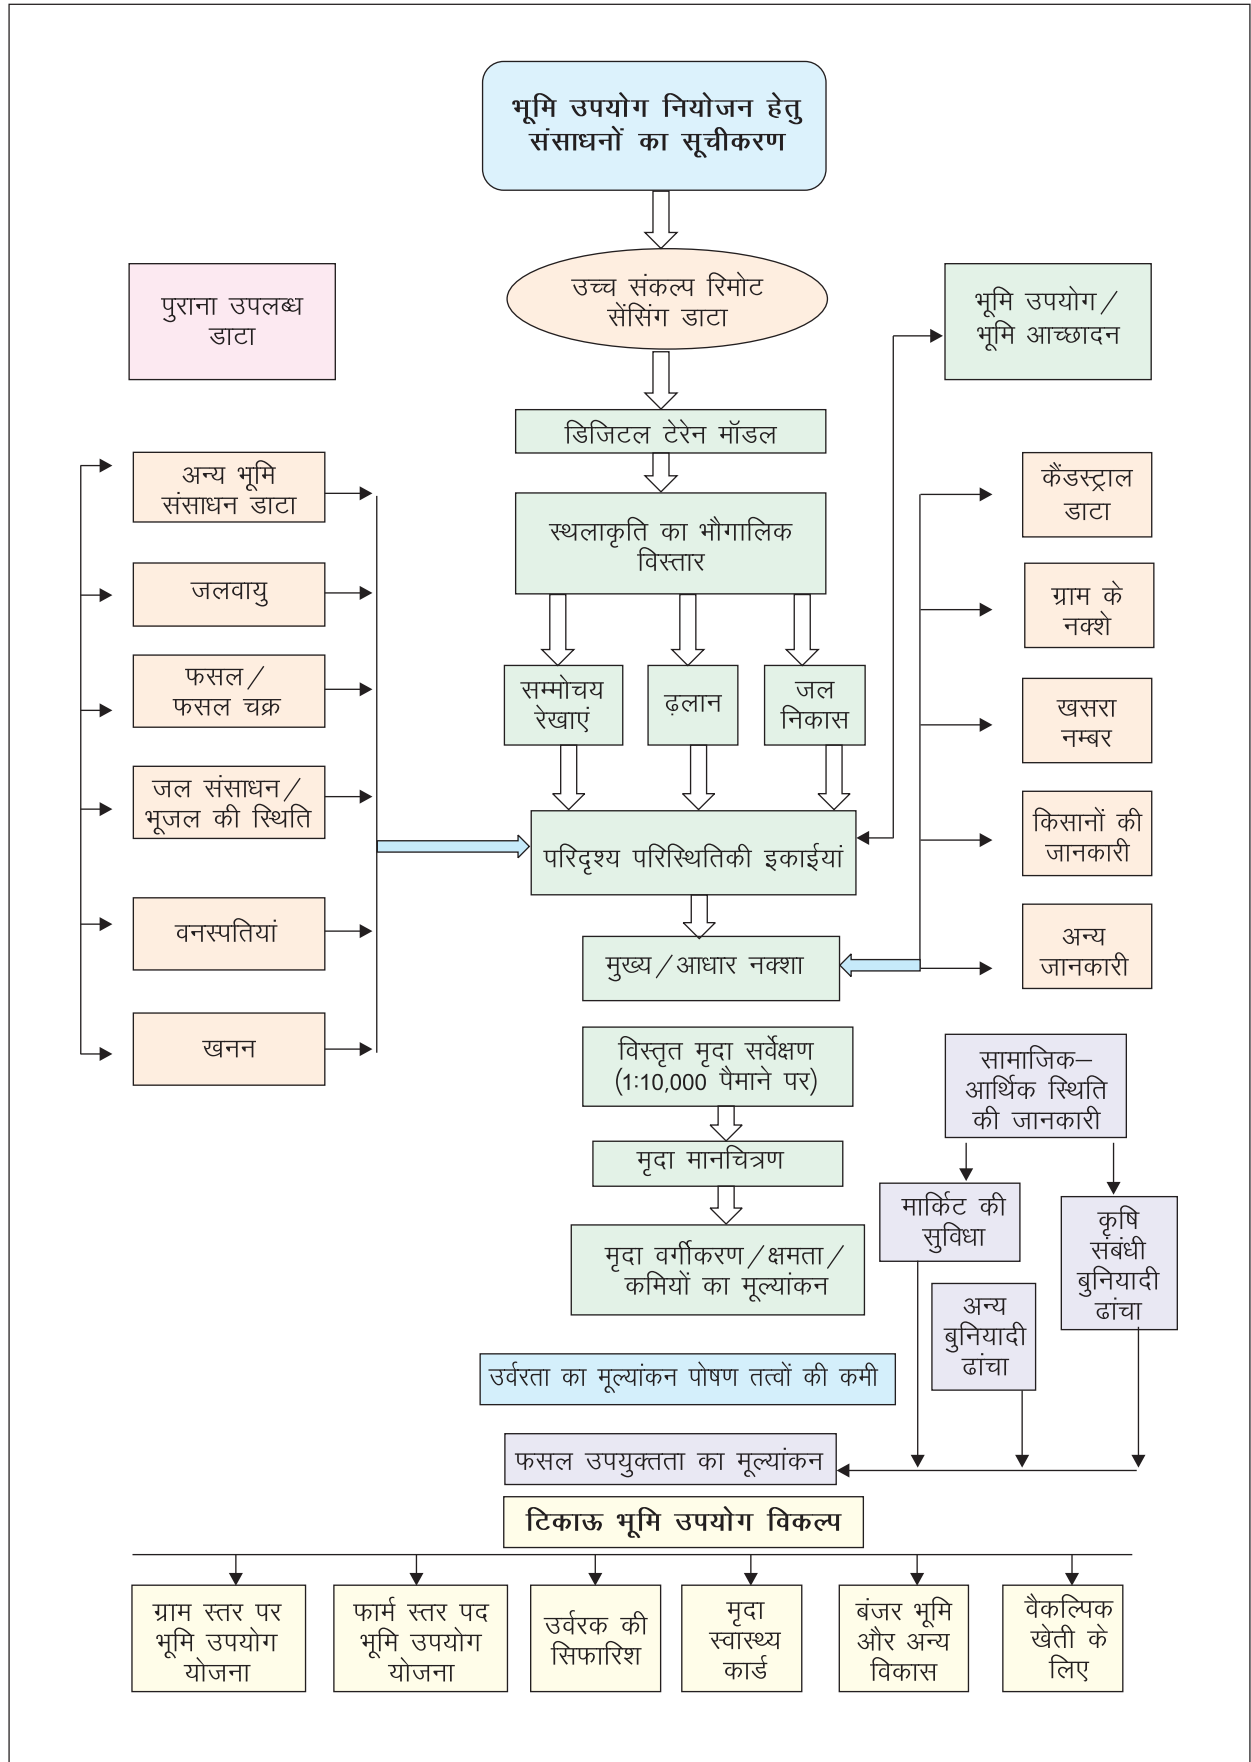 भूमि उपयोग नियोजन हेतु
संसाधनों का सूचीकरण
उच्च संकल्प रिमोट
सेंसिंग डाटा
पुराना उपलब्ध
डाटा
भूमि उपयोग/
भूमि आच्छादन
डिजिटल टेरेन मॉडल
स्थलाकृति का भौगालिक
विस्तार
सम्मोचय
रेखाएं
ढ़लान
जल
निकास
परिदृश्य परिस्थितिकी इकाईयां
मुख्य/आधार नक्शा
अन्य भूमि
संसाधन डाटा
जलवायु
फसल/
फसल चक्र
जल संसाधन/
भूजल की स्थिति
वनस्पतियां
खनन
कैंडस्ट्राल
डाटा
ग्राम के
नक्शे
खसरा
नम्बर
किसानों की
जानकारी
अन्य
जानकारी
विस्तृत मृदा सर्वेक्षण
(1:10,000 पैमाने पर)
मृदा मानचित्रण
मृदा वर्गीकरण/क्षमता/
कमियों का मूल्यांकन
सामाजिक–
आर्थिक स्थिति
की जानकारी
मार्किट की
सुविधा
अन्य
बुनियादी
ढांचा
कृषि
संबंधी
बुनियादी
ढांचा
उर्वरता का मूल्यांकन पोषण तत्वों की कमी
फसल उपयुक्तता का मूल्यांकन
टिकाऊ भूमि उपयोग विकल्प
ग्राम स्तर पर
भूमि उपयोग
योजना
फार्म स्तर पद
भूमि उपयोग
योजना
उर्वरक की
सिफारिश
मृदा
स्वास्थ्य
कार्ड
बंजर भूमि
और अन्य
विकास
वैकल्पिक
खेती के
लिए